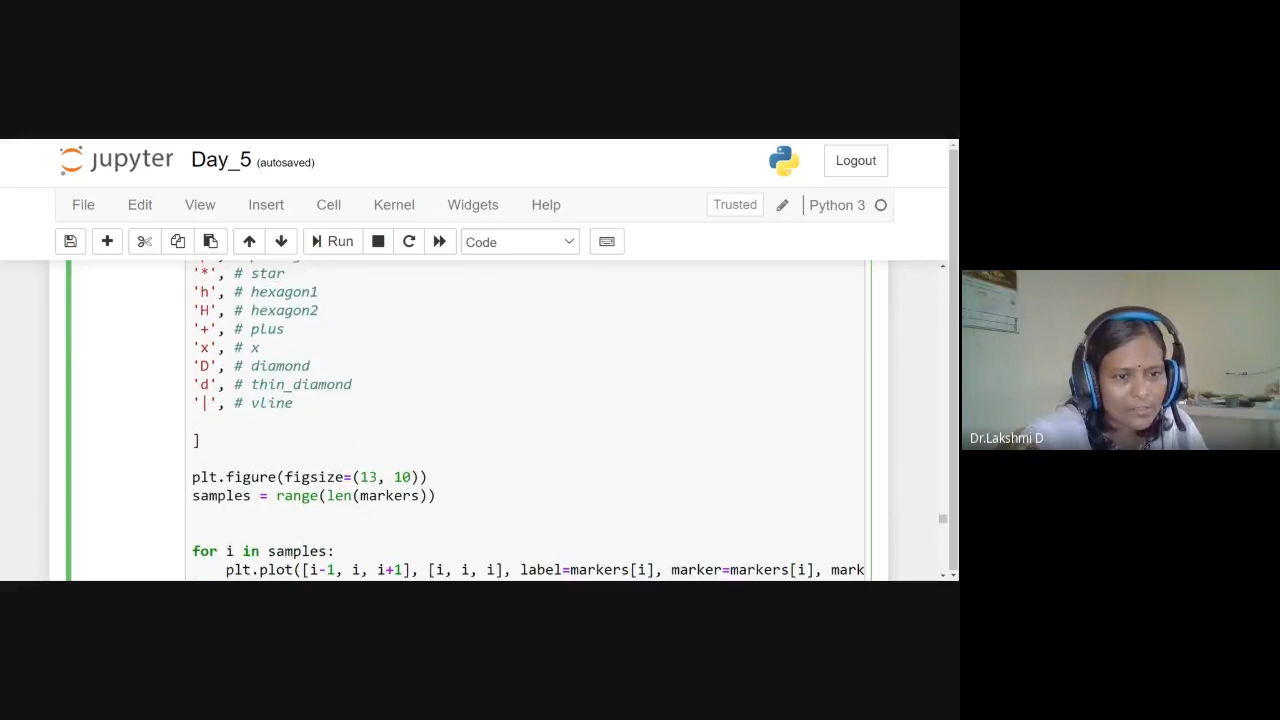 jupyter Day_5 (autosaved)
Logout
File Edit View Insert Cell Kernel Widgets Help Trusted Python 3
Run Code
'*', # star
'h', # hexagon1
'H', # hexagon2
'+', # plus
'x', # x
'D', # diamond
'd', # thin_diamond
'|', # vline
]
plt.figure(figsize=(13, 10))
samples = range(len(markers))
for i in samples:
plt.plot([i-1, i, i+1], [i, i, i], label=markers[i], marker=markers[i], mark
Dr.Lakshmi D